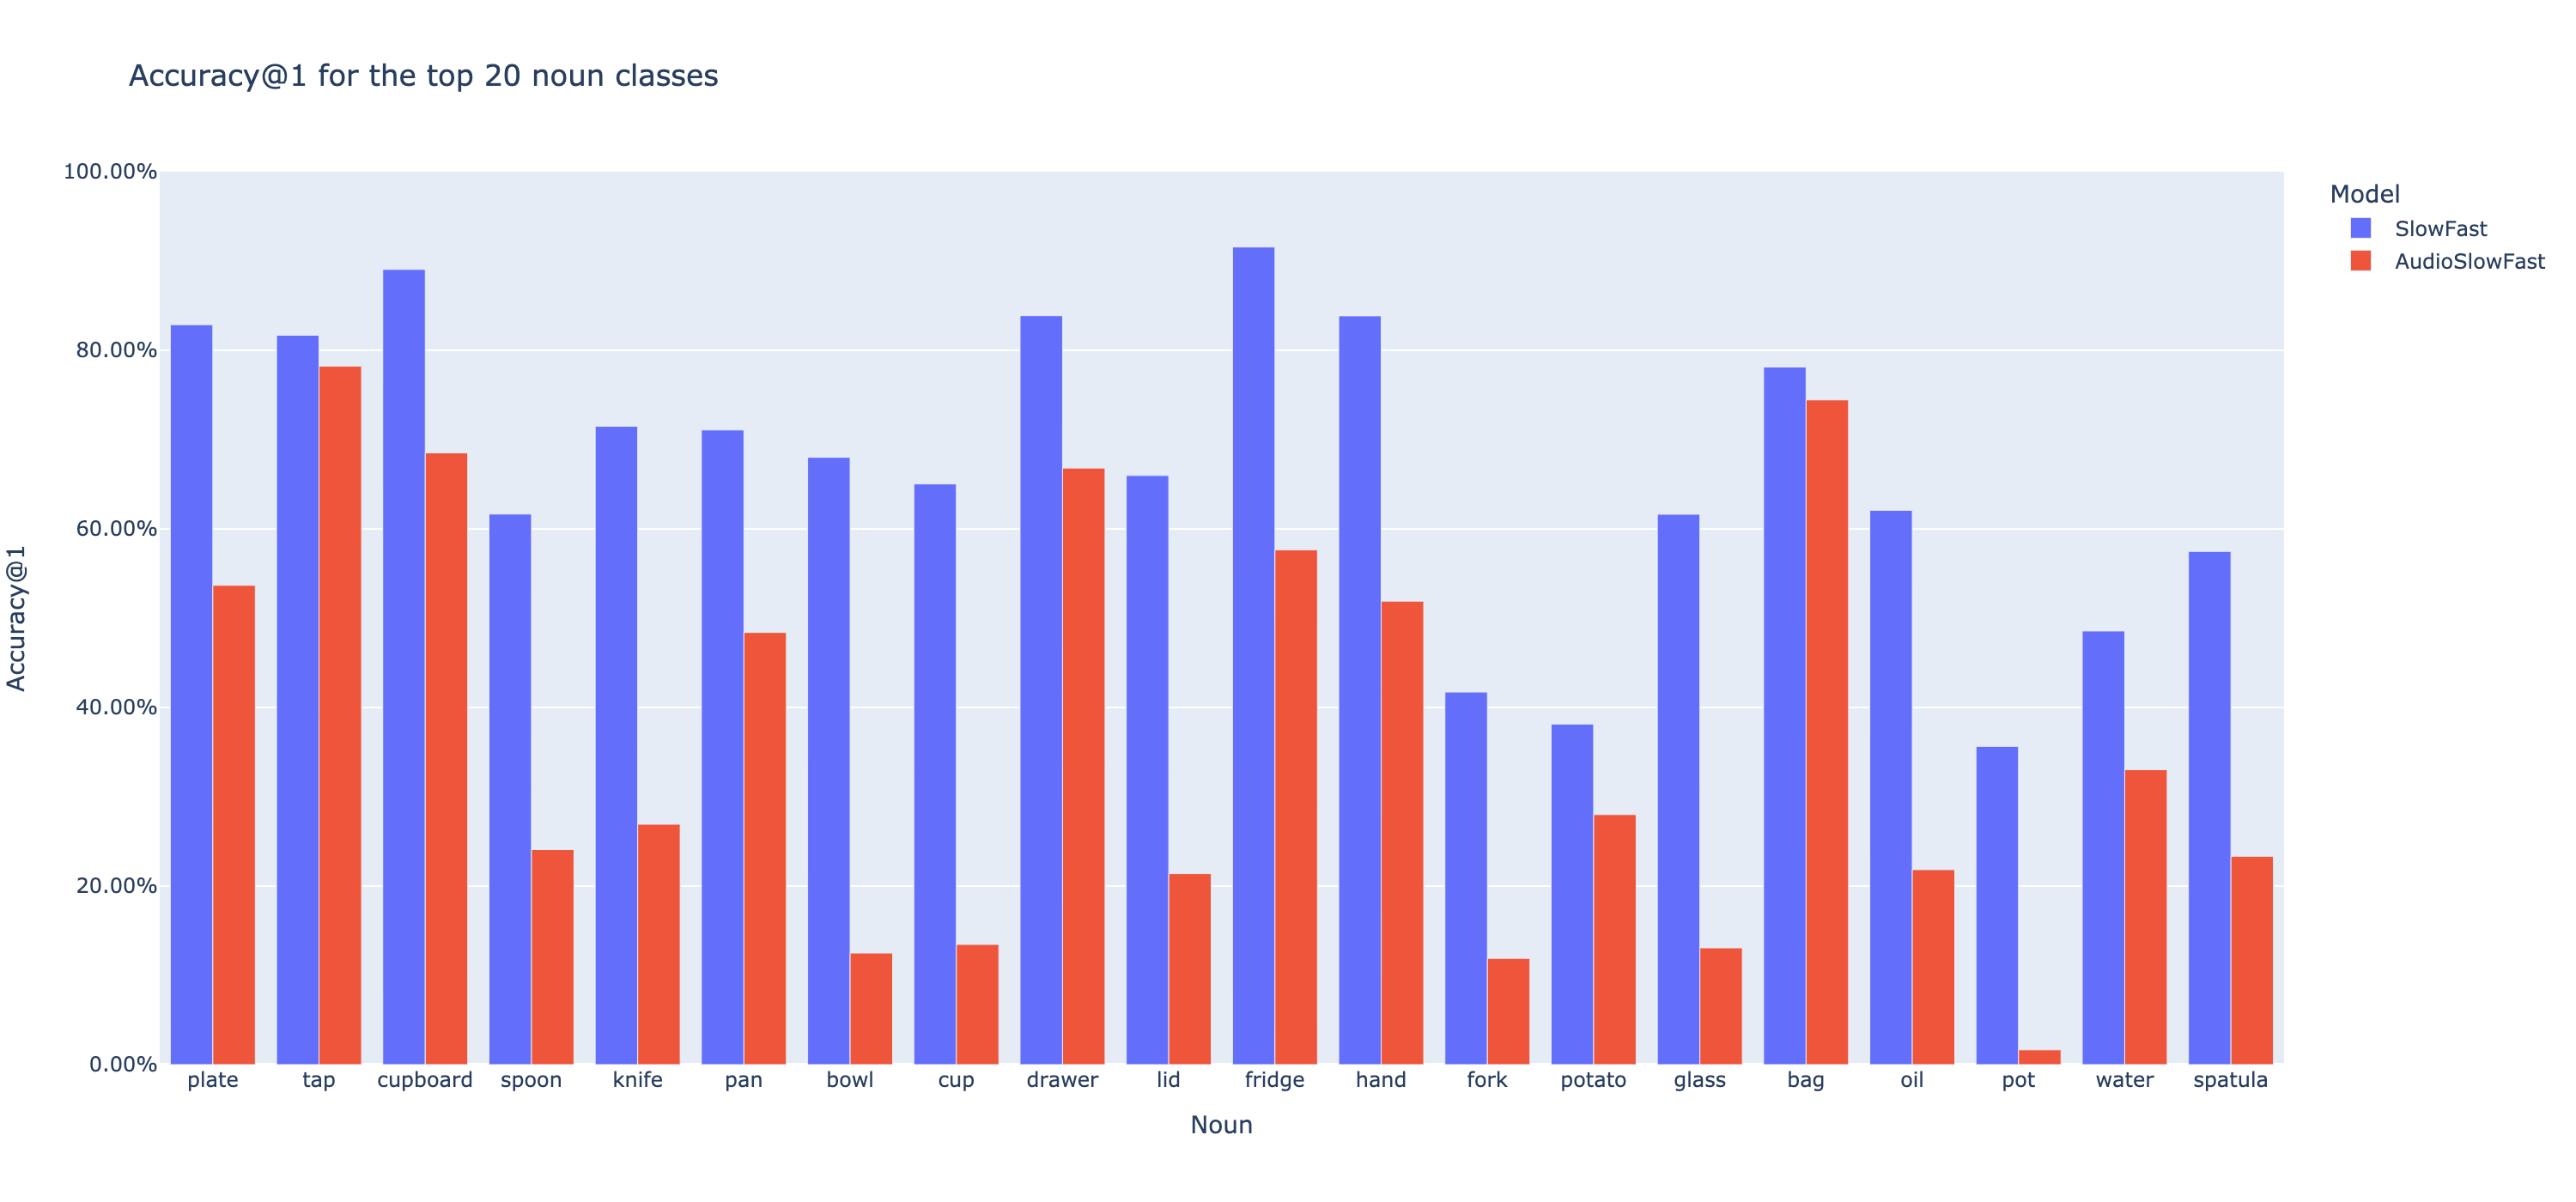 Accuracy@1 for the top 20 noun classes
100.00%
80.00%
60.00%
40.00%
20.00%
0.00%
Accuracy@1
plate tap cupboard spoon knife pan bowl cup drawer lid fridge hand fork potato glass bag oil pot water spatula
Noun
Model
SlowFast
AudioSlowFast